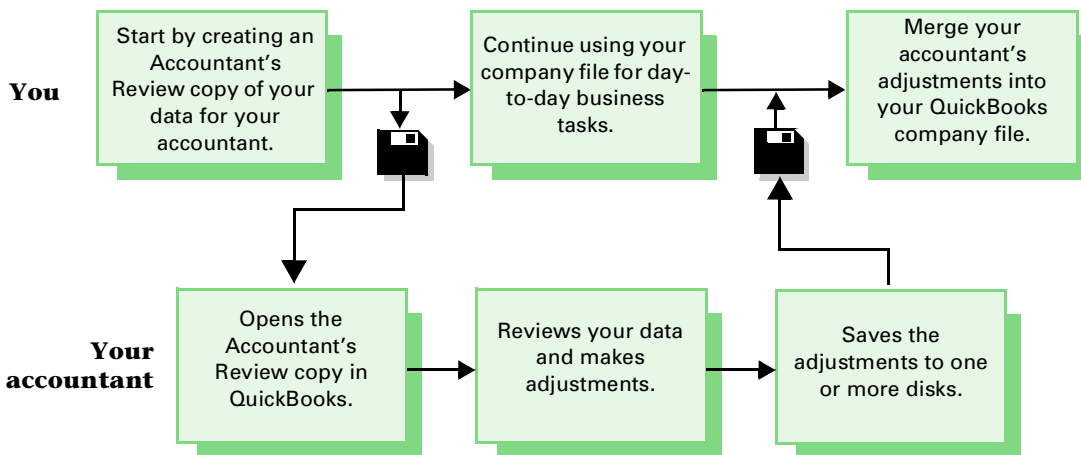 You
Start by creating an
Accountant's
Review copy of your
data for your
accountant.
Continue using your
company file for day-
to-day business
tasks.
Merge your
accountant's
adjustments into
your QuickBooks
company file.
Your
accountant
Opens the
Accountant's
Review copy in
QuickBooks.
Reviews your data
and makes
adjustments.
Saves the
adjustments to one
or more disks.